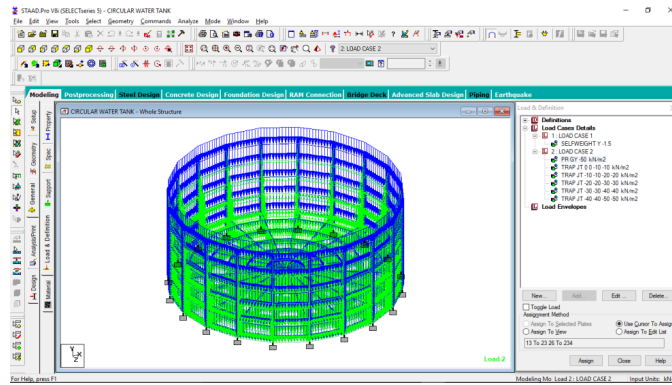 STAAD.Pro V8i (SELECTseries 5) - CIRCULAR WATER TANK
File Edit View Tools Select Geometry Commands Analyze Mode Window Help
2: LOAD CASE 2
Modeling Postprocessing Steel Design Concrete Design Foundation Design RAM Connection Bridge Deck Advanced Slab Design Piping Earthquake
Setup
Geometry
General
Analysis/Print
Design
Property
Spec
Support
Load & Definition
Material
CIRCULAR WATER TANK - Whole Structure
Load 2
Load & Definition
Definitions
Load Cases Details
1 : LOAD CASE 1
SELFWEIGHT Y -1.5
2 : LOAD CASE 2
PR GY -50 kN/m2
TRAP JT 0 0 -10 -10 kN/m2
TRAP JT -10 -10 -20 -20 kN/m2
TRAP JT -20 -20 -30 -30 kN/m2
TRAP JT -30 -30 -40 -40 kN/m2
TRAP JT -40 -40 -50 -50 kN/m2
Load Envelopes
New... Add... Edit ... Delete...
Toggle Load
Assignment Method
Assign To Selected Plates
Use Cursor To Assign
Assign To View
Assign To Edit List
13 To 23 26 To 234
Assign Close Help
For Help, press F1
Modeling Mo Load 2 : LOAD CASE 2 Input Units: kN